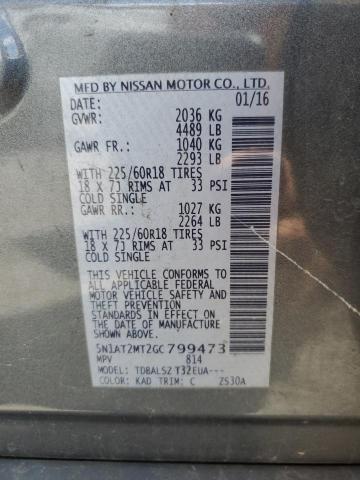 MFD BY NISSAN MOTOR CO., LTD.
DATE: 01/16
GVWR: 2036 KG
4489 LB
GAWR FR: 1040 KG
2293 LB
WITH 225/60R18 TIRES
18 X 7J RIMS AT 33 PSI
COLD SINGLE
GAWR RR: 1027 KG
2264 LB
WITH 225/60R18 TIRES
18 X 7J RIMS AT 33 PSI
COLD SINGLE
THIS VEHICLE CONFORMS TO
ALL APPLICABLE FEDERAL
MOTOR VEHICLE SAFETY
AND THEFT PREVENTION
STANDARDS IN EFFECT ON
THE DATE OF MANUFACTURE
SHOWN ABOVE
5N1AT2MT2GC799473
MPV 814
TDBALSZ T32EUA---
COLOR: KAD TRIM: C ZS30A